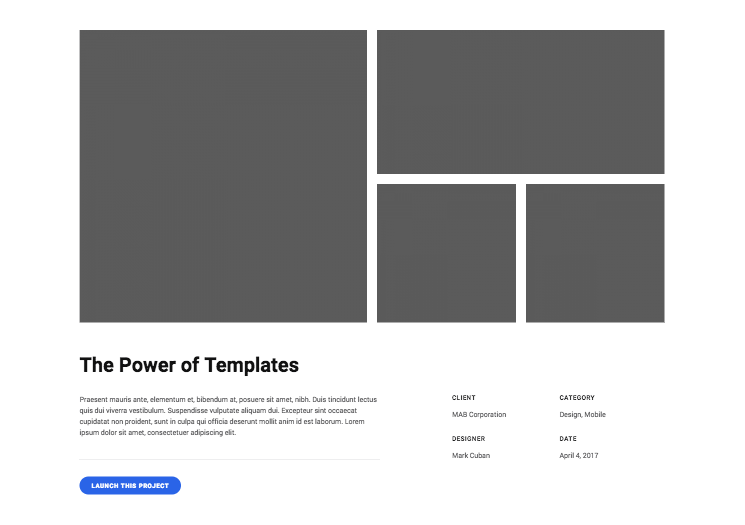 The Power of Templates
Praesent mauris ante, elementum et, bibendum at, posuere sit amet, nibh. Duis tincidunt lectus
quis dui viverra vestibulum. Suspendisse vulputate aliquam dui. Excepteur sint occaecat
cupidatat non proident, sunt in culpa qui officia deserunt mollit anim id est laborum. Lorem
ipsum dolor sit amet, consectetuer adipiscing elit.
LAUNCH THIS PROJECT
CLIENT
MAB Corporation
CATEGORY
Design, Mobile
DESIGNER
Mark Cuban
DATE
April 4, 2017